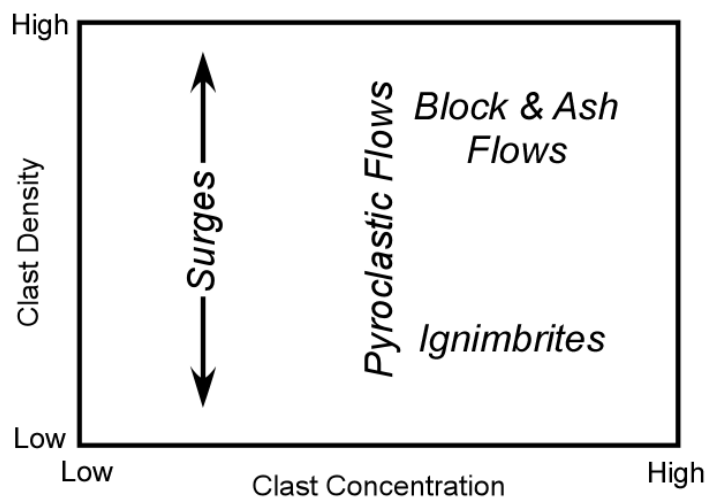 High
Clast Density
Surges
Pyroclastic Flows
Block & Ash
Flows
Ignimbrites
Low
Low
Clast Concentration
High